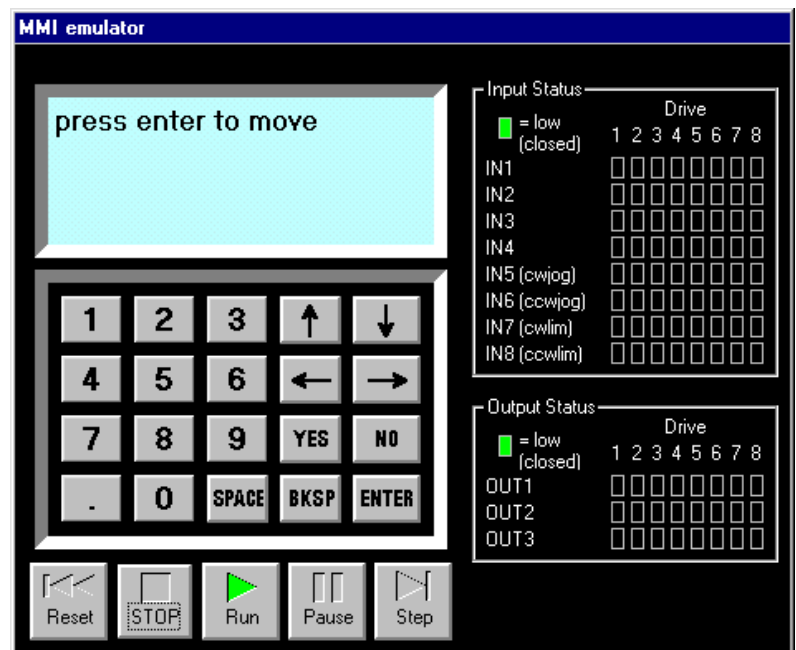 MMI emulator
press enter to move
1 2 3
4 5 6
7 8 9 YES NO
. 0 SPACE BKSP ENTER
Reset STOP Run Pause Step
Input Status
Drive
= low
(closed) 1 2 3 4 5 6 7 8
IN1
IN2
IN3
IN4
IN5 (cwjog)
IN6 (ccwjog)
IN7 (cwlim)
IN8 (ccwlim)
Output Status
Drive
= low
(closed) 1 2 3 4 5 6 7 8
OUT1
OUT2
OUT3